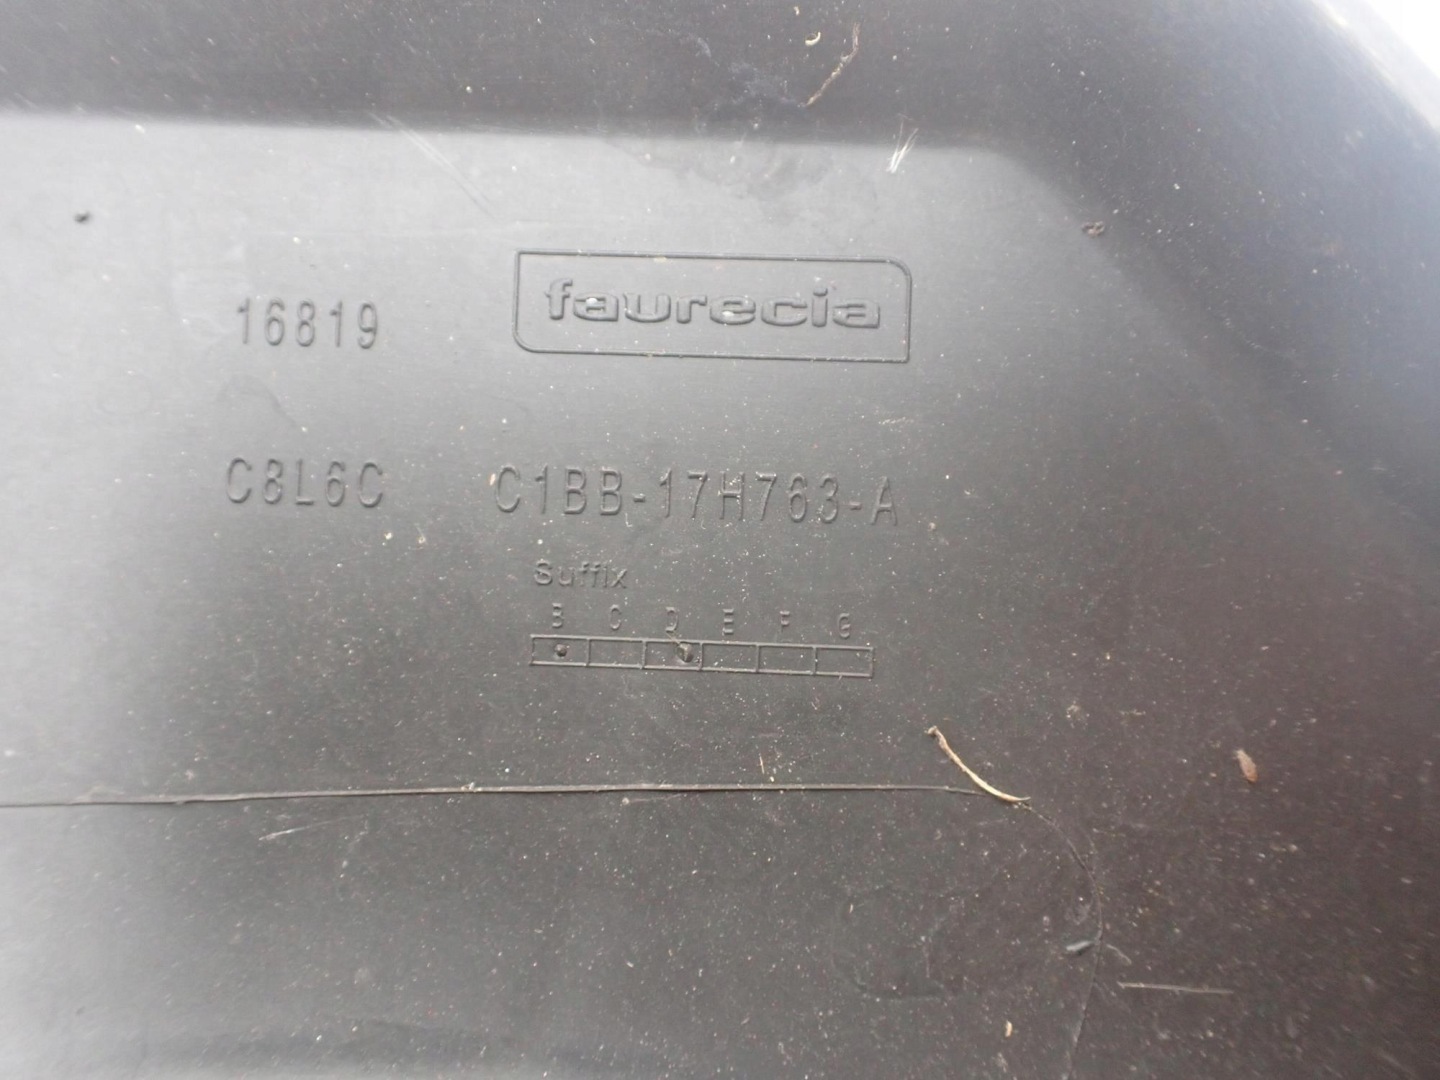 faurecia
16819
C8L6C C1BB-17H763-A
Suffix
B C D E F G